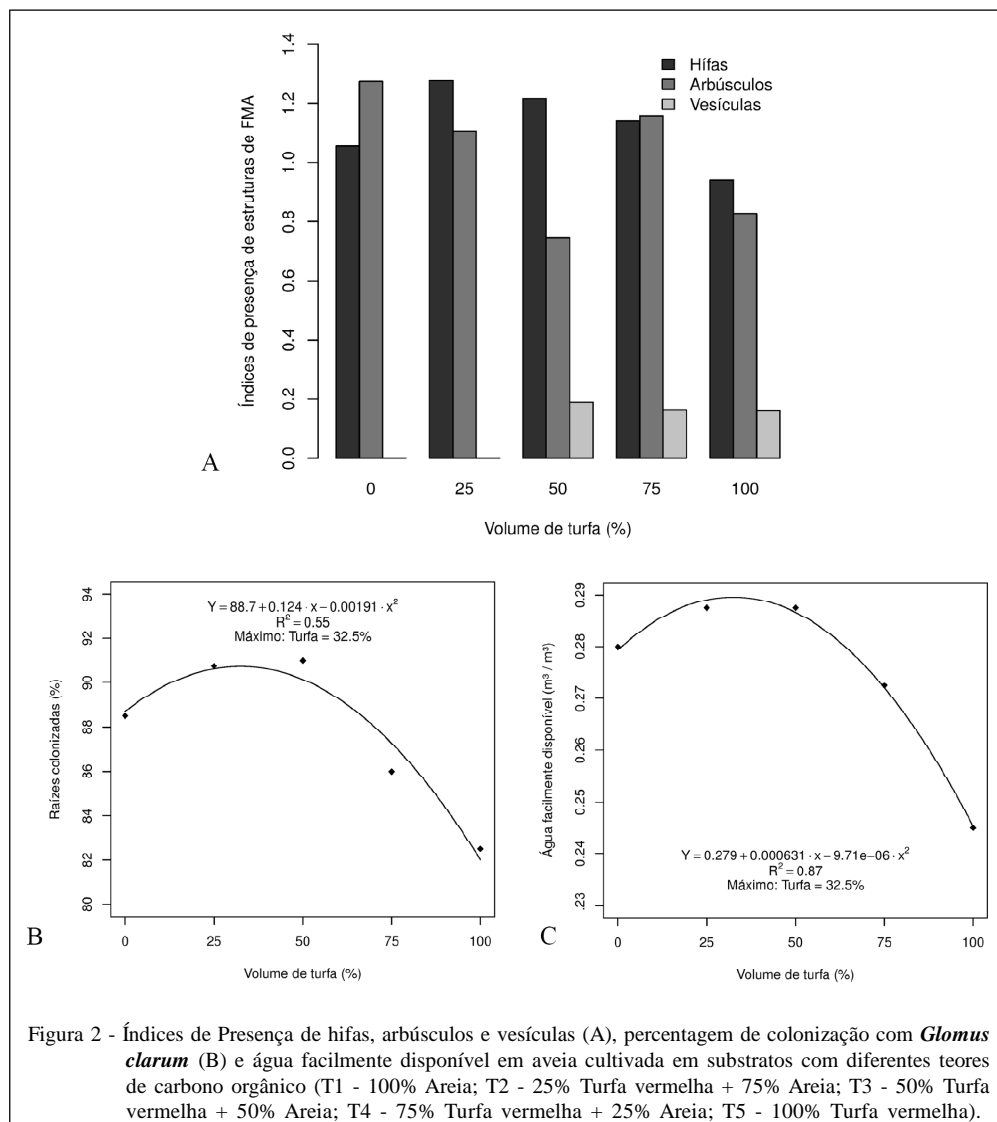 Índices de presença de estruturas de FMA
1.4
1.2
1.0
0.8
0.6
0.4
0.2
0.0
Hífas
Arbúsculos
Vesículas
A
0 25 50 75 100
Volume de turfa (%)
Raízes colonizadas (%)
94
92
90
88
86
84
82
80
Y = 88.7 + 0.124 · x − 0.00191 · x²
R² = 0.55
Máximo: Turfa = 32.5%
B
0 25 50 75 100
Volume de turfa (%)
Água facilmente disponível (m³ / m³)
0.29
0.28
0.27
0.26
0.25
0.24
0.23
Y = 0.279 + 0.000631 · x − 9.71e−06 · x²
R² = 0.87
Máximo: Turfa = 32.5%
C
0 25 50 75 100
Volume de turfa (%)
Figura 2 - Índices de Presença de hifas, arbúsculos e vesículas (A), percentagem de colonização com Glomus
clarum (B) e água facilmente disponível em aveia cultivada em substratos com diferentes teores
de carbono orgânico (T1 - 100% Areia; T2 - 25% Turfa vermelha + 75% Areia; T3 - 50% Turfa
vermelha + 50% Areia; T4 - 75% Turfa vermelha + 25% Areia; T5 - 100% Turfa vermelha).